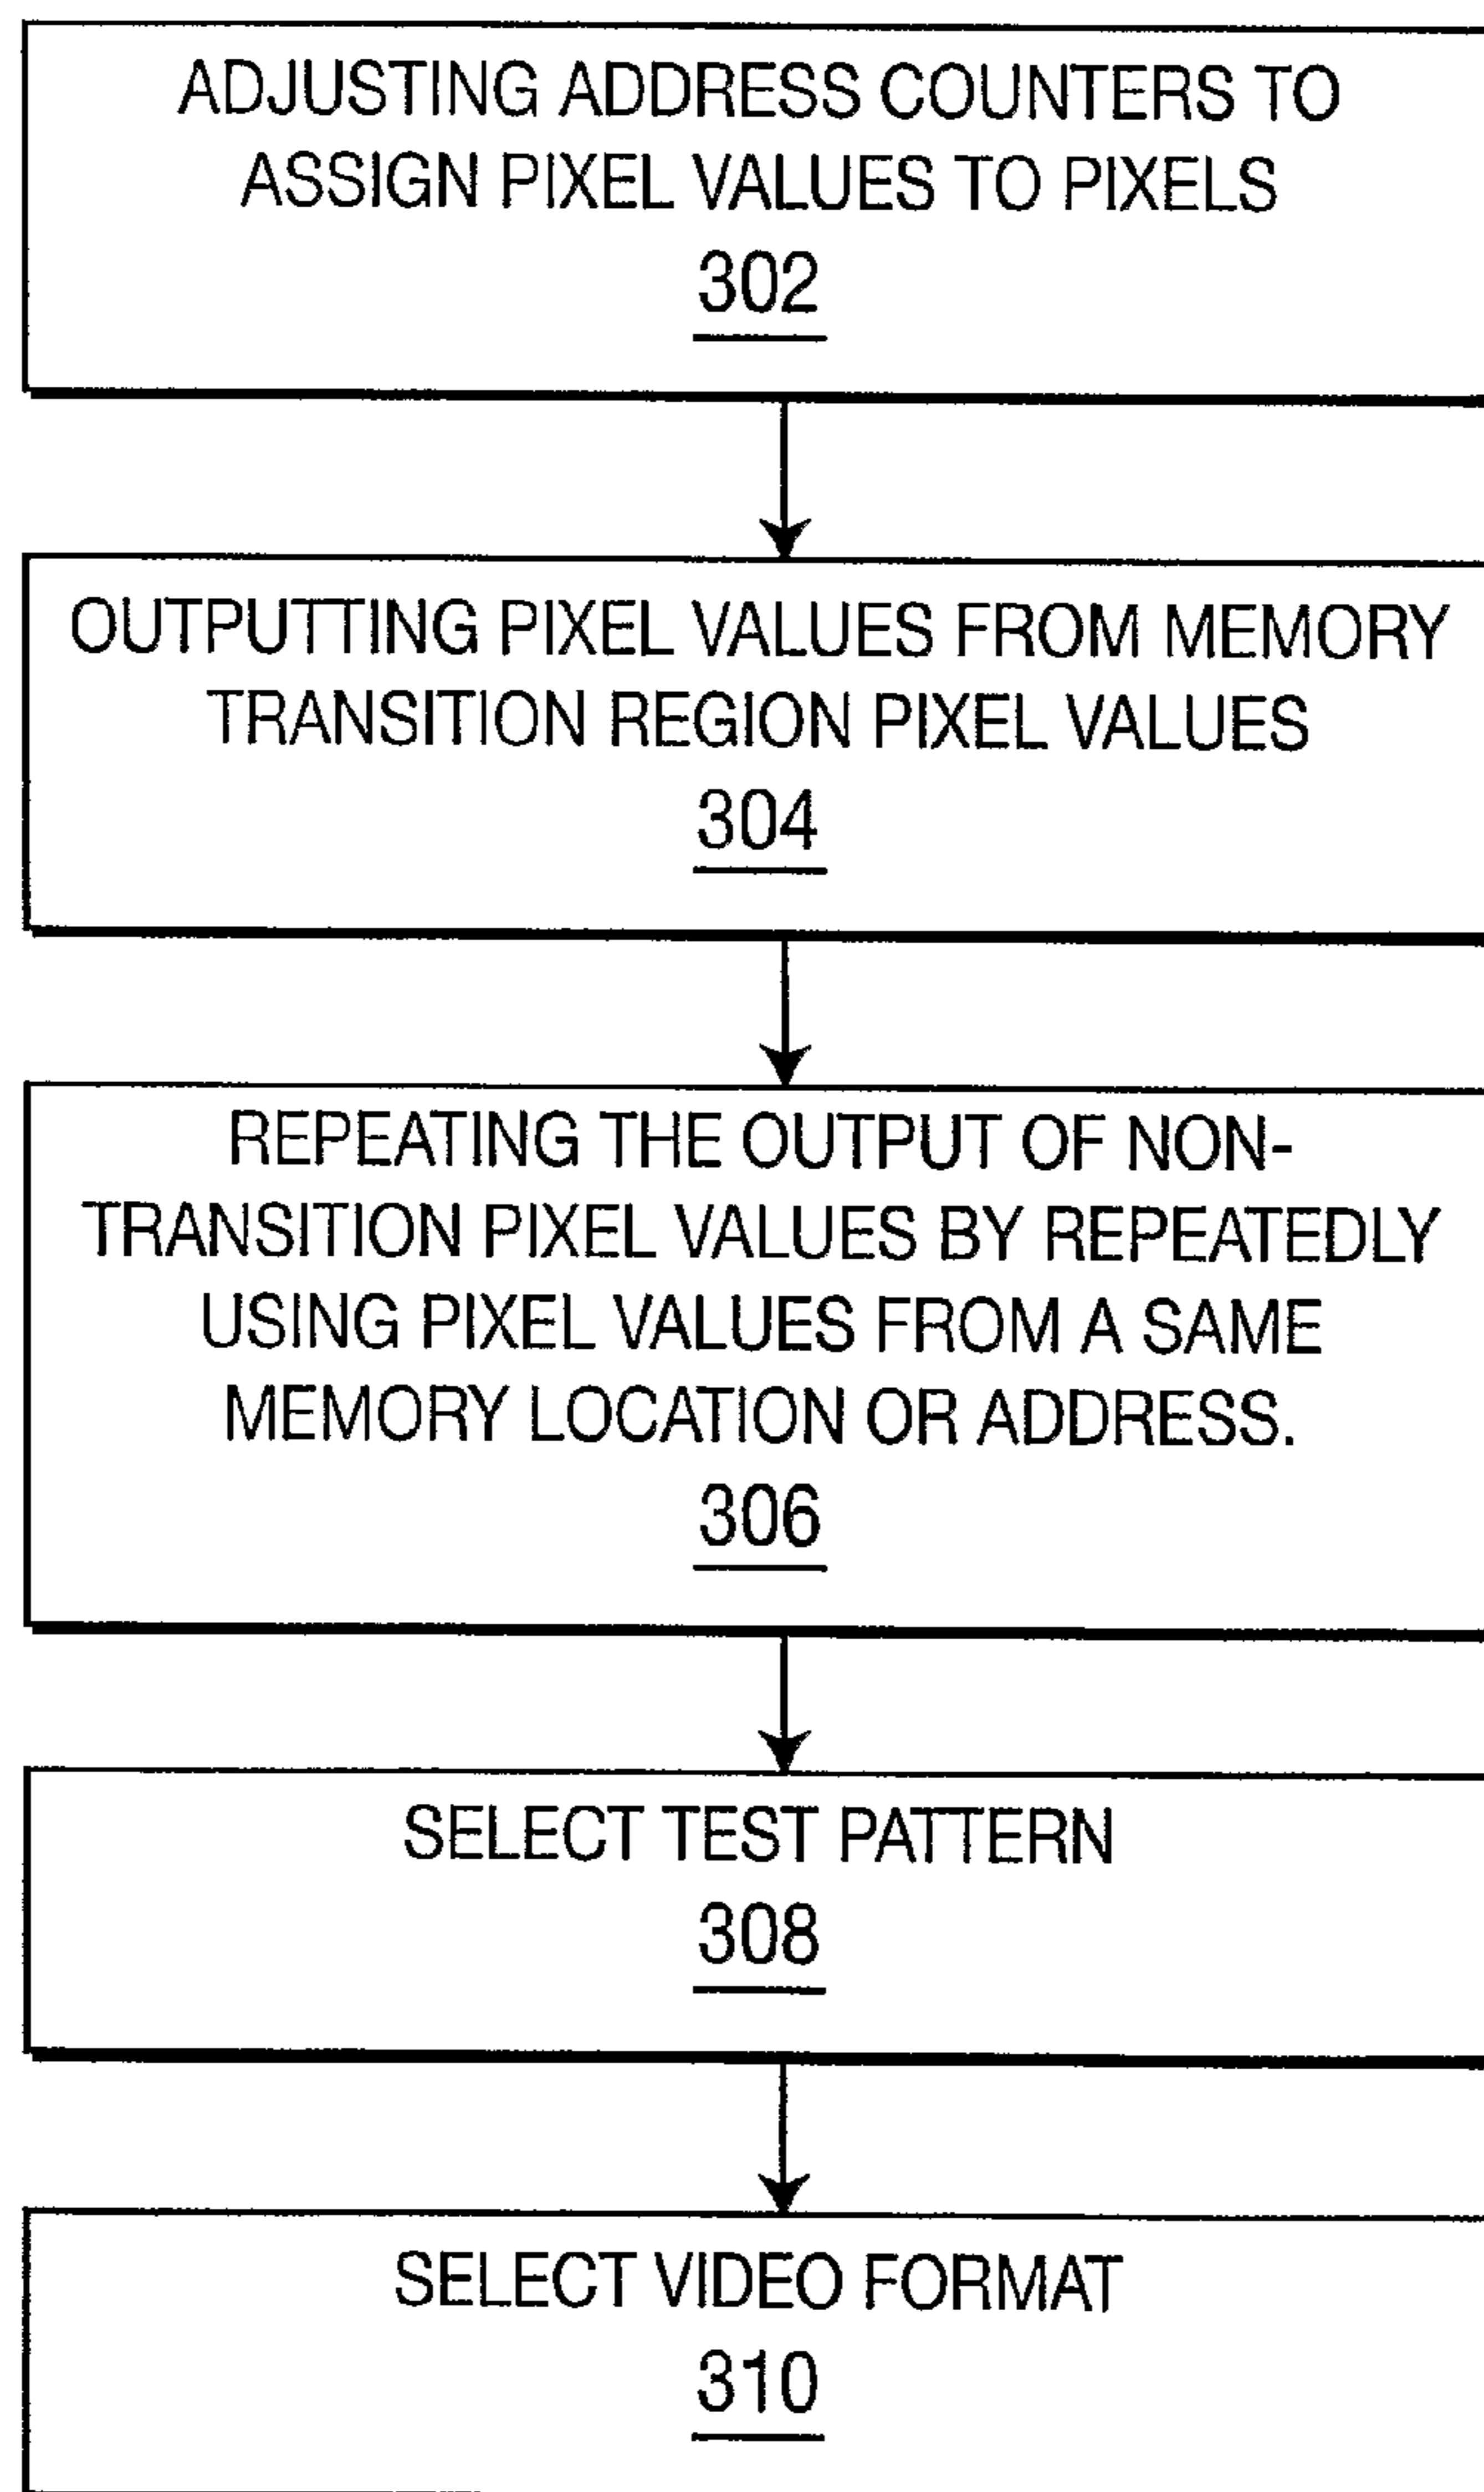 ADJUSTING ADDRESS COUNTERS TO
ASSIGN PIXEL VALUES TO PIXELS
302
OUTPUTTING PIXEL VALUES FROM MEMORY
TRANSITION REGION PIXEL VALUES
304
REPEATING THE OUTPUT OF NON-
TRANSITION PIXEL VALUES BY REPEATEDLY
USING PIXEL VALUES FROM A SAME
MEMORY LOCATION OR ADDRESS.
306
SELECT TEST PATTERN
308
SELECT VIDEO FORMAT
310